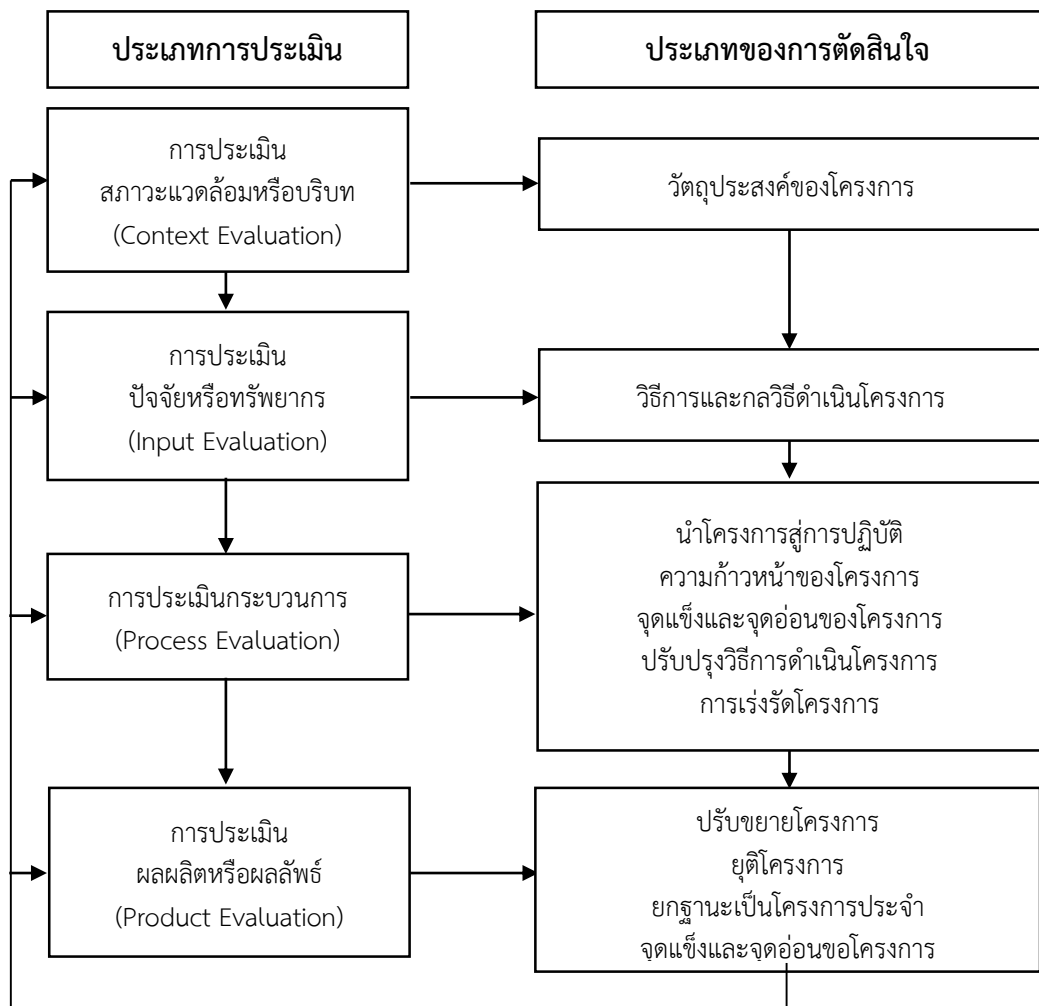 ประเภทการประเมิน
ประเภทของการตัดสินใจ
การประเมิน
สภาวะแวดล้อมหรือบริบท
(Context Evaluation)
วัตถุประสงค์ของโครงการ
การประเมิน
ปัจจัยหรือทรัพยากร
(Input Evaluation)
วิธีการและกลวิธีดำเนินโครงการ
การประเมินกระบวนการ
(Process Evaluation)
นำโครงการสู่การปฏิบัติ
ความก้าวหน้าของโครงการ
จุดแข็งและจุดอ่อนของโครงการ
ปรับปรุงวิธีการดำเนินโครงการ
การเร่งรัดโครงการ
การประเมิน
ผลผลิตหรือผลลัพธ์
(Product Evaluation)
ปรับขยายโครงการ
ยุติโครงการ
ยกฐานะเป็นโครงการประจำ
จุดแข็งและจุดอ่อนขอโครงการ